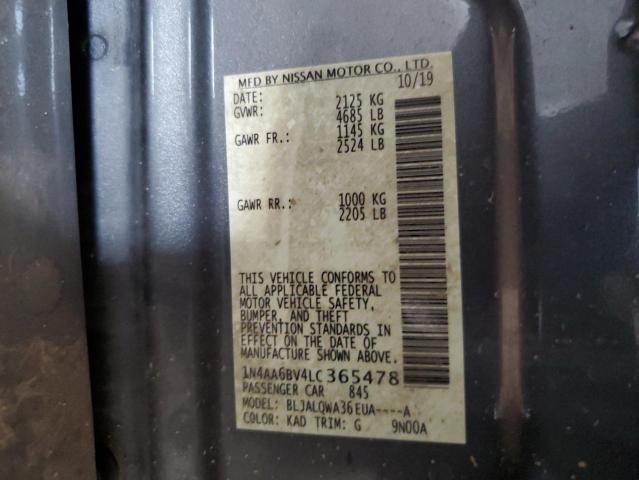 MFD BY NISSAN MOTOR CO., LTD.
DATE: 10/19
GVWR: 2125 KG
4685 LB
GAWR FR.: 1145 KG
2524 LB
GAWR RR.: 1000 KG
2205 LB
THIS VEHICLE CONFORMS TO
ALL APPLICABLE FEDERAL
MOTOR VEHICLE SAFETY,
BUMPER, AND THEFT
PREVENTION STANDARDS IN
EFFECT ON THE DATE OF
MANUFACTURE SHOWN ABOVE.
1N4AA6BV4LC365478
PASSENGER CAR 845
MODEL: BLJALQWA36EUA----A
COLOR: KAD TRIM: G 9N00A